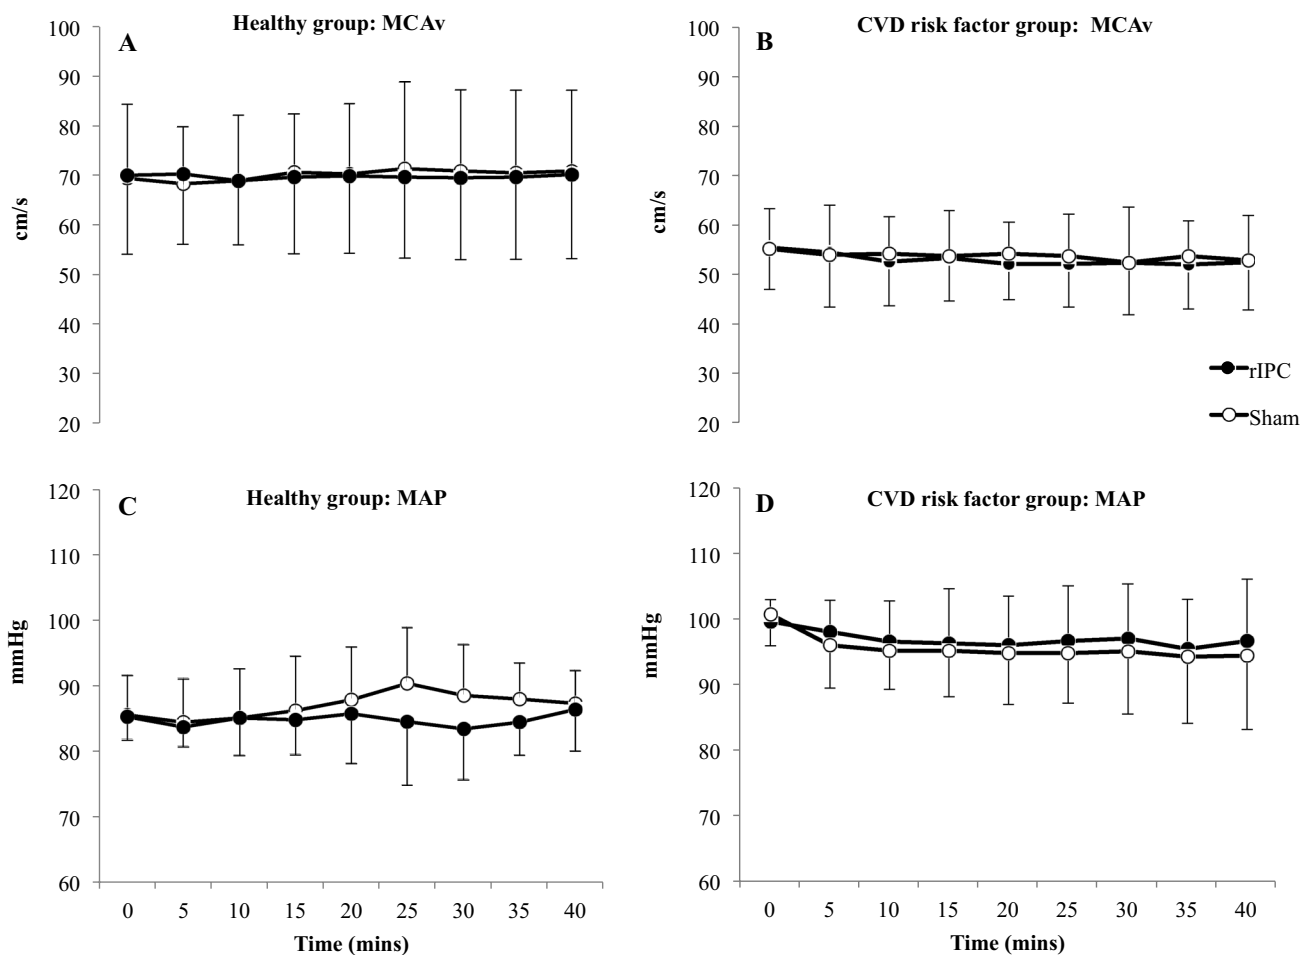 A
Healthy group: MCAv
100
90
80
70
60
50
40
30
20
cm/s
B
CVD risk factor group: MCAv
100
90
80
70
60
50
40
30
20
cm/s
rIPC
Sham
C
Healthy group: MAP
120
110
100
90
80
70
60
mmHg
0 5 10 15 20 25 30 35 40
Time (mins)
D
CVD risk factor group: MAP
120
110
100
90
80
70
60
mmHg
0 5 10 15 20 25 30 35 40
Time (mins)